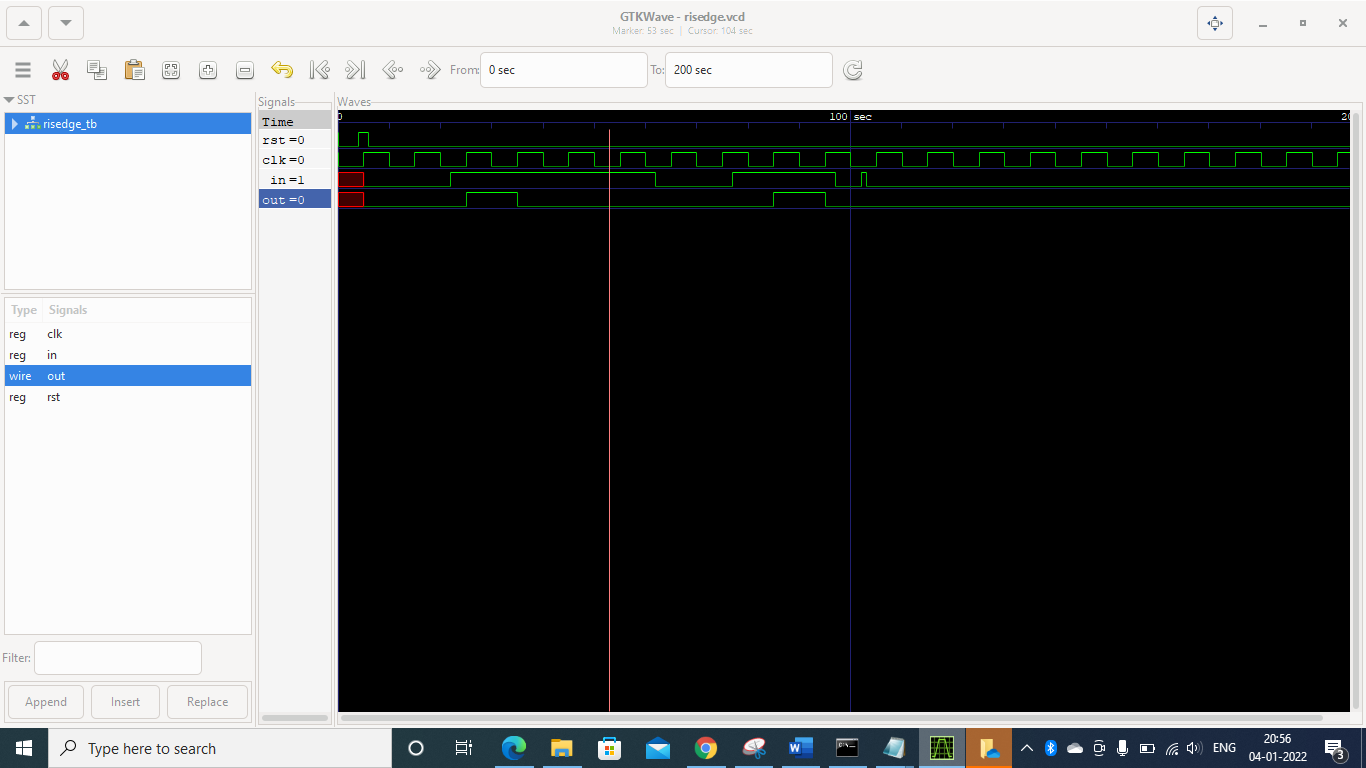 GTKWave - risedge.vcd
Marker: 53 sec | Cursor: 104 sec
From: 0 sec To: 200 sec
SST
risedge_tb
Type Signals
reg clk
reg in
wire out
reg rst
Filter:
Append Insert Replace
Signals
Time
rst =0
clk =0
in =1
out =0
Waves
0 100 sec 20
Type here to search
W
ENG
20:56
04-01-2022
3